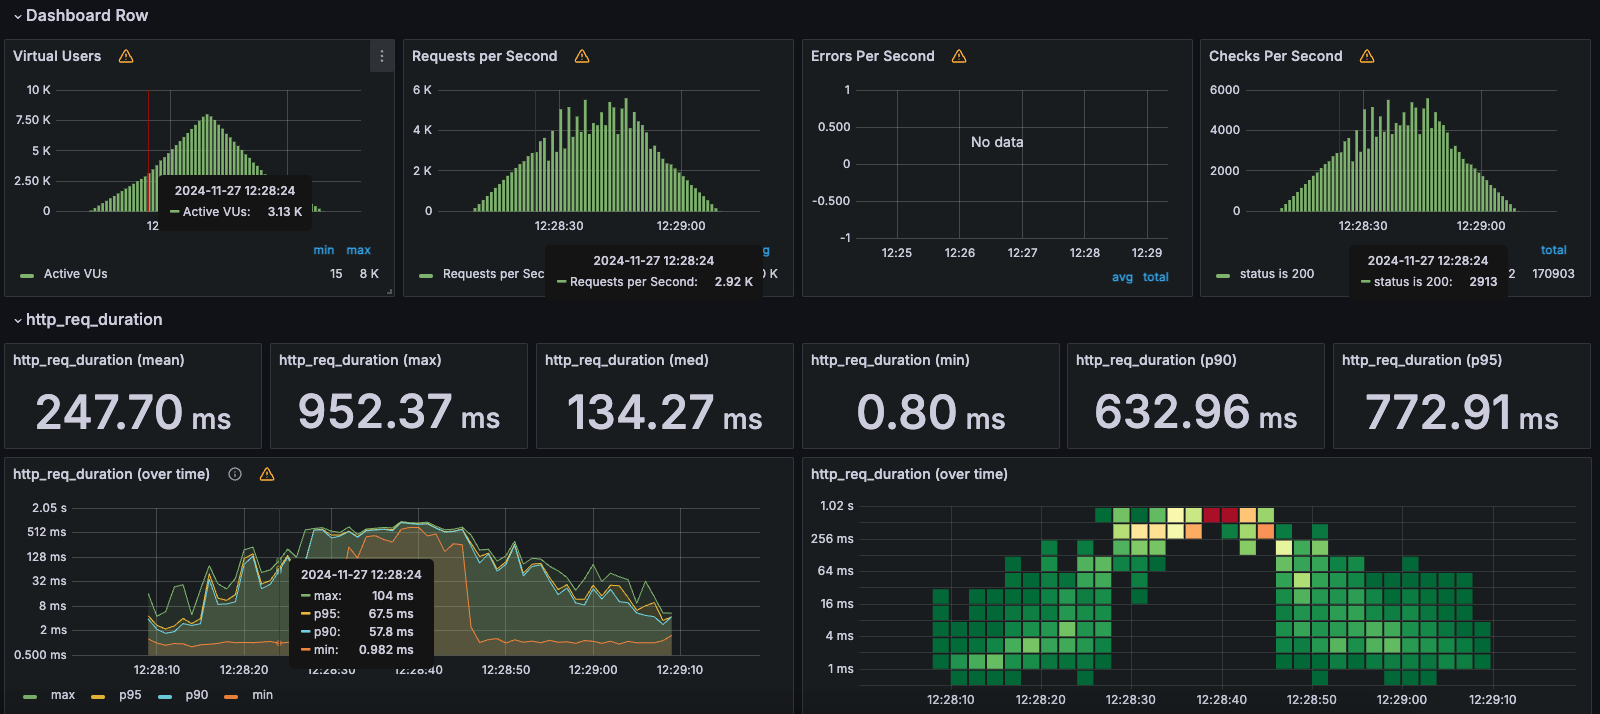 Dashboard Row
Virtual Users
10 K
7.50 K
5 K
2.50 K
0
12
2024-11-27 12:28:24
Active VUs: 3.13 K
min max
Active VUs 15 8 K
Requests per Second
6 K
4 K
2 K
0
12:28:30 12:29:00
2024-11-27 12:28:24
Requests per Second: 2.92 K
g
Requests per Sec 0 K
Errors Per Second
1
0.500
0
-0.500
-1
No data
12:25 12:26 12:27 12:28 12:29
avg total
Checks Per Second
6000
4000
2000
0
12:28:30 12:29:00
2024-11-27 12:28:24
status is 200: 2913
total
status is 200 2 170903
http_req_duration
http_req_duration (mean)
247.70 ms
http_req_duration (max)
952.37 ms
http_req_duration (med)
134.27 ms
http_req_duration (min)
0.80 ms
http_req_duration (p90)
632.96 ms
http_req_duration (p95)
772.91 ms
http_req_duration (over time)
2.05 s
512 ms
128 ms
32 ms
8 ms
2 ms
0.500 ms
2024-11-27 12:28:24
max: 104 ms
p95: 67.5 ms
p90: 57.8 ms
min: 0.982 ms
12:28:10 12:28:20 12:28:30 12:28:40 12:28:50 12:29:00 12:29:10
max p95 p90 min
http_req_duration (over time)
1.02 s
256 ms
64 ms
16 ms
4 ms
1 ms
12:28:10 12:28:20 12:28:30 12:28:40 12:28:50 12:29:00 12:29:10